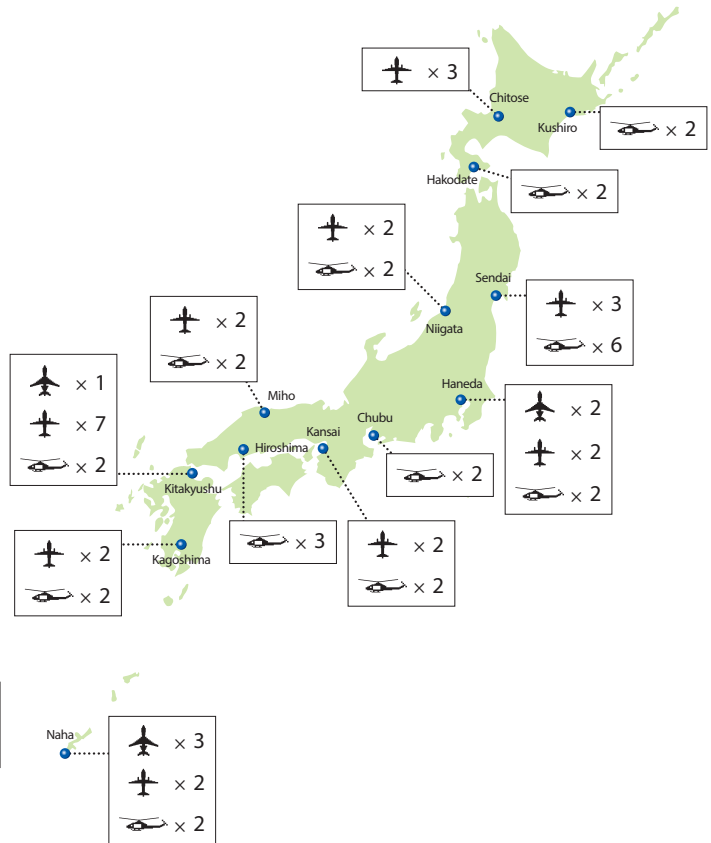 × 3
Chitose
Kushiro
× 2
Hakodate
× 2
× 2
× 2
Niigata
Sendai
× 3
× 6
× 2
× 2
Miho
Haneda
× 2
× 2
× 2
× 1
× 7
× 2
Kitakyushu
Hiroshima
× 3
Kansai
× 2
× 2
Chubu
× 2
Kagoshima
× 2
× 2
Naha
× 3
× 2
× 2